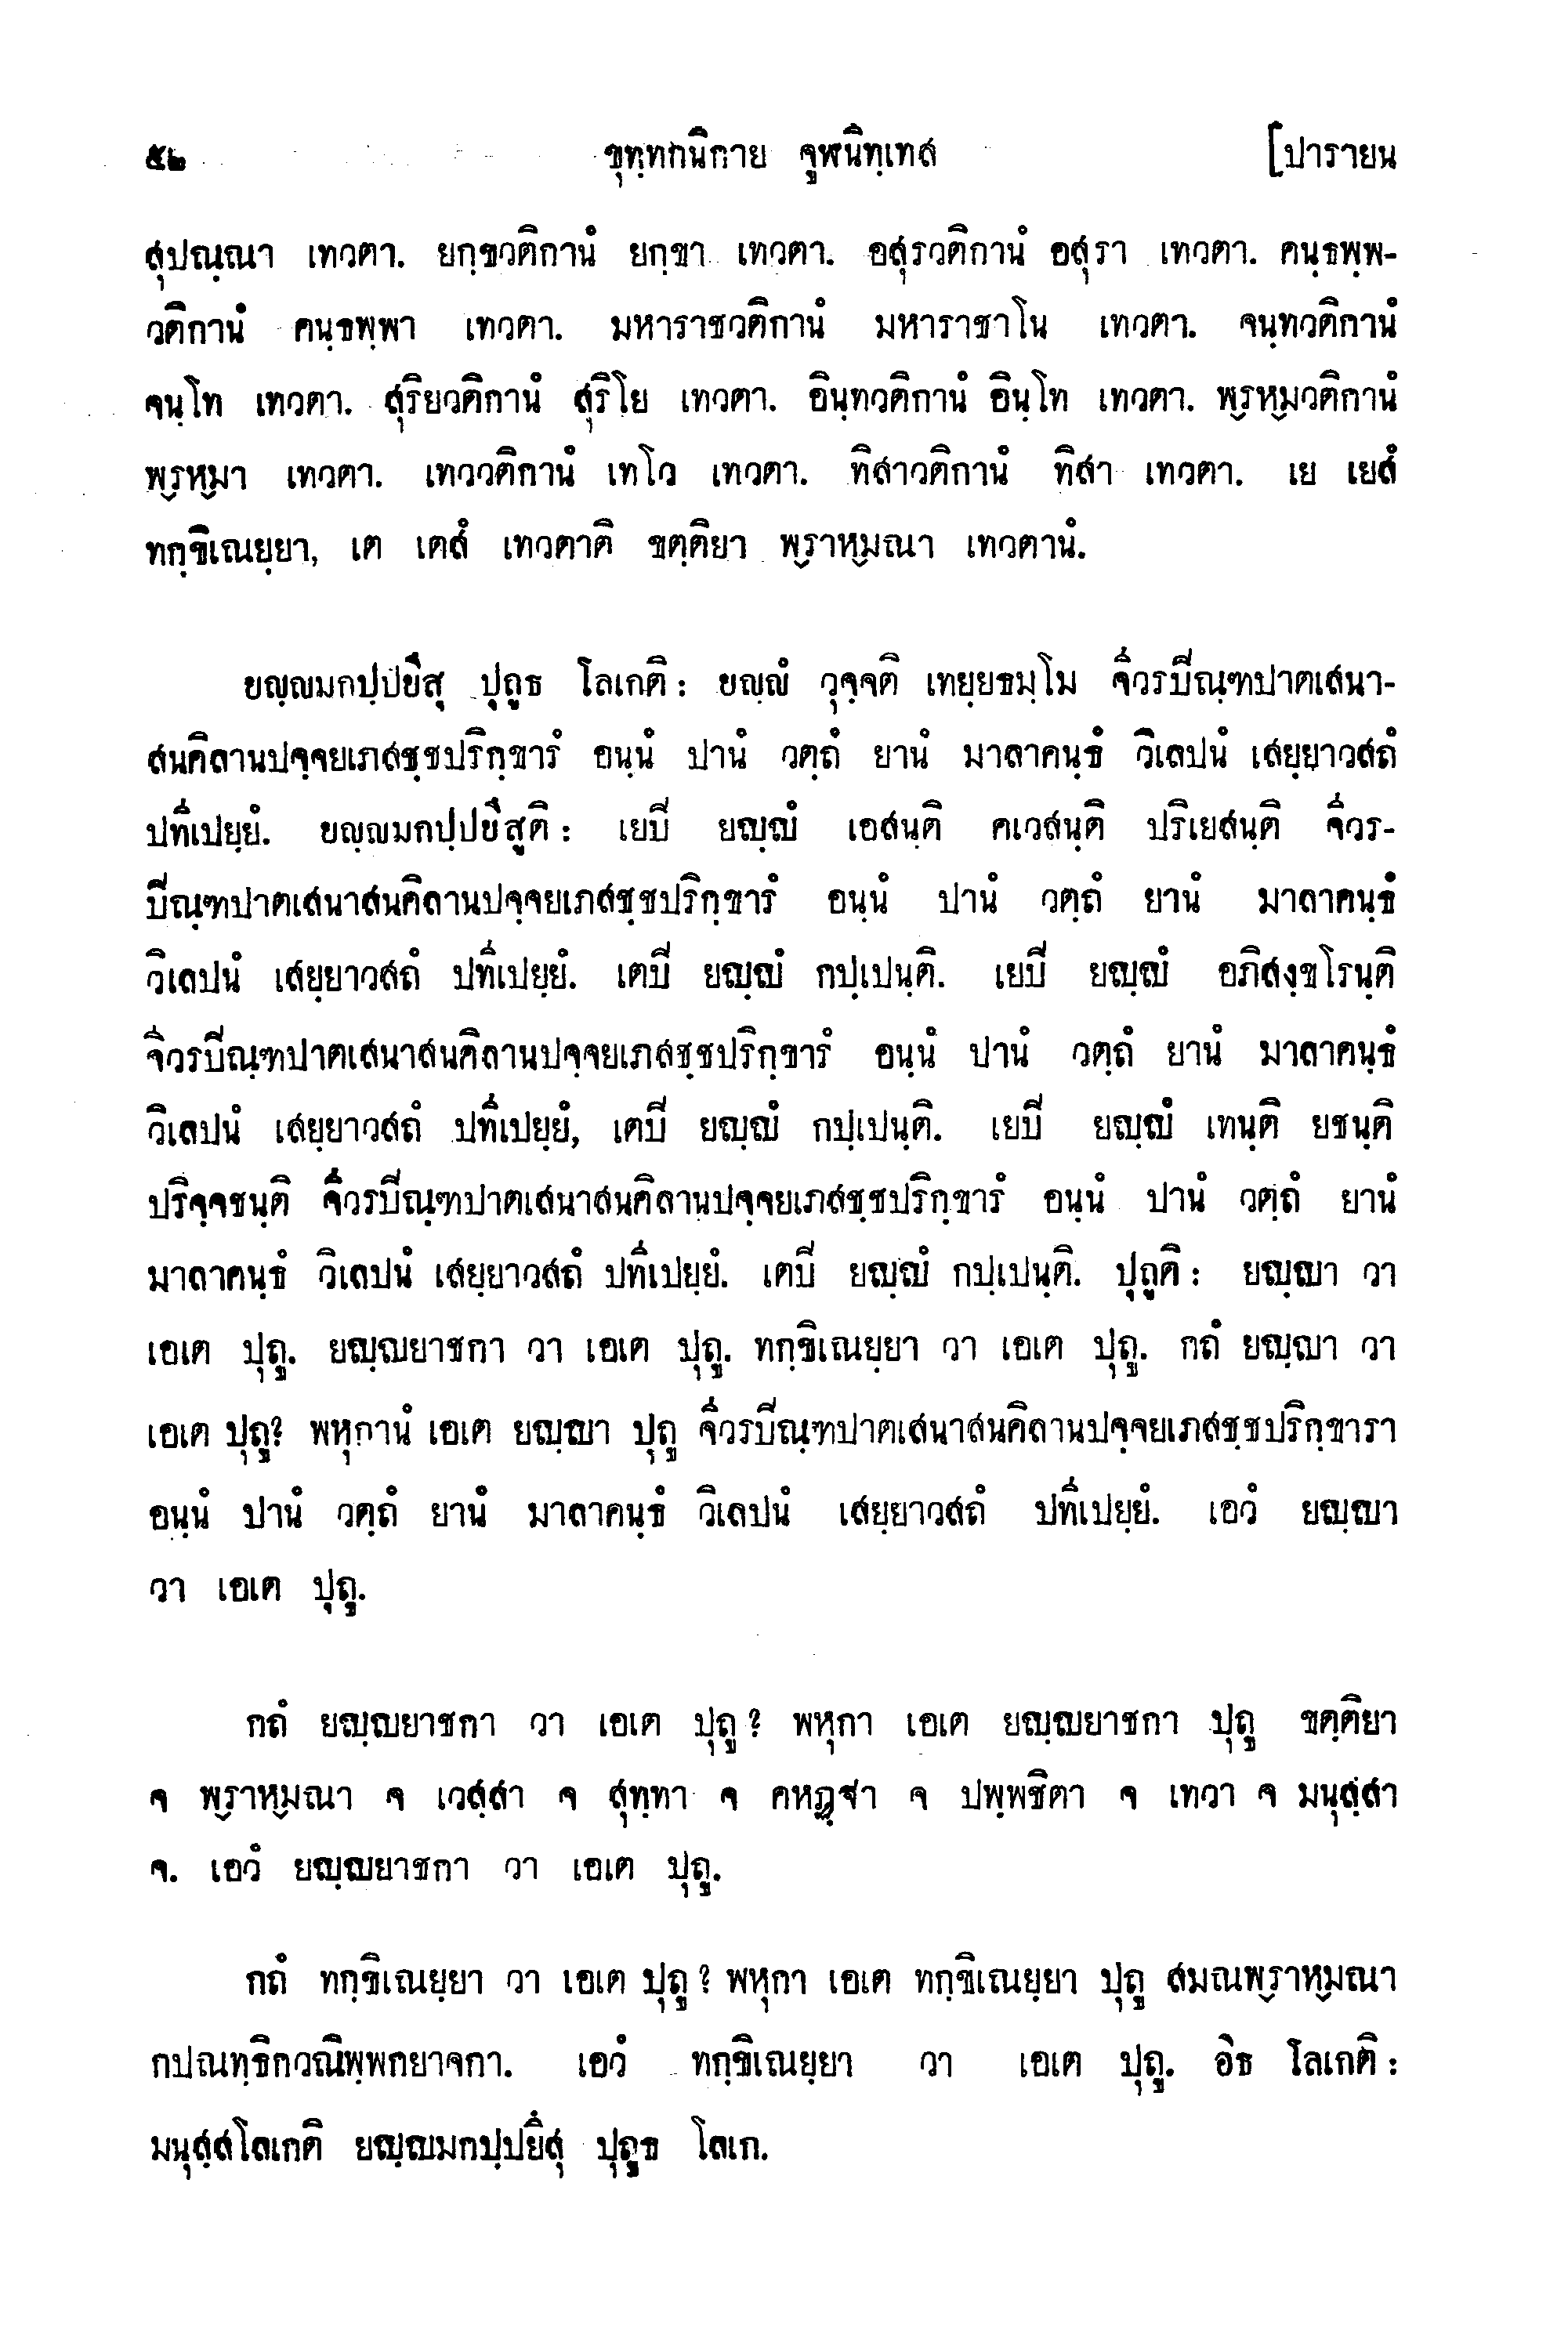 ๕๒ ขุทฺทกนิกาย จูฬนิทฺเทส [ปารายน
สุปณฺณา เทวตา. ยกฺขวติกานํ ยกฺขา เทวตา. อสุรวติกานํ อสุรา เทวตา. คนฺธพฺพ-
วติกานํ คนฺธพฺพา เทวตา. มหาราชวติกานํ มหาราชาโน เทวตา. จนฺทวติกานํ
จนฺโท เทวตา. สุริยวติกานํ สุริโย เทวตา. อินฺทวติกานํ อินฺโท เทวตา. พฺรหฺมวติกานํ
พฺรหฺมา เทวตา. เทววติกานํ เทโว เทวตา. ทิสาวติกานํ ทิสา เทวตา. เย เยสํ
ทกฺขิเณยฺยา, เต เตสํ เทวตาติ ขตฺติยา พฺราหฺมณา เทวตานํ.
ยญฺญมกปฺปยึสุ ปุถูธ โลเกติ: ยญฺญํ วุจฺจติ เทยฺยธมฺโม จีวรปิณฺฑปาตเสนา-
สนคิลานปจฺจยเภสชฺชปริกฺขารํ อนฺนํ ปานํ วตฺถํ ยานํ มาลาคนฺธํ วิเลปนํ เสยฺยาวสถํ
ปทีเปยฺยํ. ยญฺญมกปฺปยึสูติ: เยปิ ยญฺญํ เอสนฺติ คเวสนฺติ ปริเยสนฺติ จีวร-
ปิณฺฑปาตเสนาสนคิลานปจฺจยเภสชฺชปริกฺขารํ อนฺนํ ปานํ วตฺถํ ยานํ มาลาคนฺธํ
วิเลปนํ เสยฺยาวสถํ ปทีเปยฺยํ. เตปิ ยญฺญํ กปฺเปนฺติ. เยปิ ยญฺญํ อภิสงฺขโรนฺติ
จีวรปิณฺฑปาตเสนาสนคิลานปจฺจยเภสชฺชปริกฺขารํ อนฺนํ ปานํ วตฺถํ ยานํ มาลาคนฺธํ
วิเลปนํ เสยฺยาวสถํ ปทีเปยฺยํ, เตปิ ยญฺญํ กปฺเปนฺติ. เยปิ ยญฺญํ เทนฺติ ยชนฺติ
ปริจฺจชนฺติ จีวรปิณฺฑปาตเสนาสนคิลานปจฺจยเภสชฺชปริกฺขารํ อนฺนํ ปานํ วตฺถํ ยานํ
มาลาคนฺธํ วิเลปนํ เสยฺยาวสถํ ปทีเปยฺยํ. เตปิ ยญฺญํ กปฺเปนฺติ. ปุถูติ: ยญฺญา วา
เอเต ปุถู. ยญฺญยาชกา วา เอเต ปุถู. ทกฺขิเณยฺยา วา เอเต ปุถู. กถํ ยญฺญา วา
เอเต ปุถู? พหุกานํ เอเต ยญฺญา ปุถู จีวรปิณฺฑปาตเสนาสนคิลานปจฺจยเภสชฺชปริกฺขารา
อนฺนํ ปานํ วตฺถํ ยานํ มาลาคนฺธํ วิเลปนํ เสยฺยาวสถํ ปทีเปยฺยํ. เอวํ ยญฺญา
วา เอเต ปุถู.
กถํ ยญฺญยาชกา วา เอเต ปุถู? พหุกา เอเต ยญฺญยาชกา ปุถู ขตฺติยา
จ พฺราหฺมณา จ เวสฺสา จ สุทฺทา จ คหฏฺฐา จ ปพฺพชิตา จ เทวา จ มนุสฺสา
จ. เอวํ ยญฺญยาชกา วา เอเต ปุถู.
กถํ ทกฺขิเณยฺยา วา เอเต ปุถู? พหุกา เอเต ทกฺขิเณยฺยา ปุถู สมณพฺราหฺมณา
กปณทฺธิกวณิพฺพกยาจกา. เอวํ ทกฺขิเณยฺยา วา เอเต ปุถู. อิธ โลเกติ:
มนุสฺสโลเกติ ยญฺญมกปฺปยึสุ ปุถูธ โลเก.